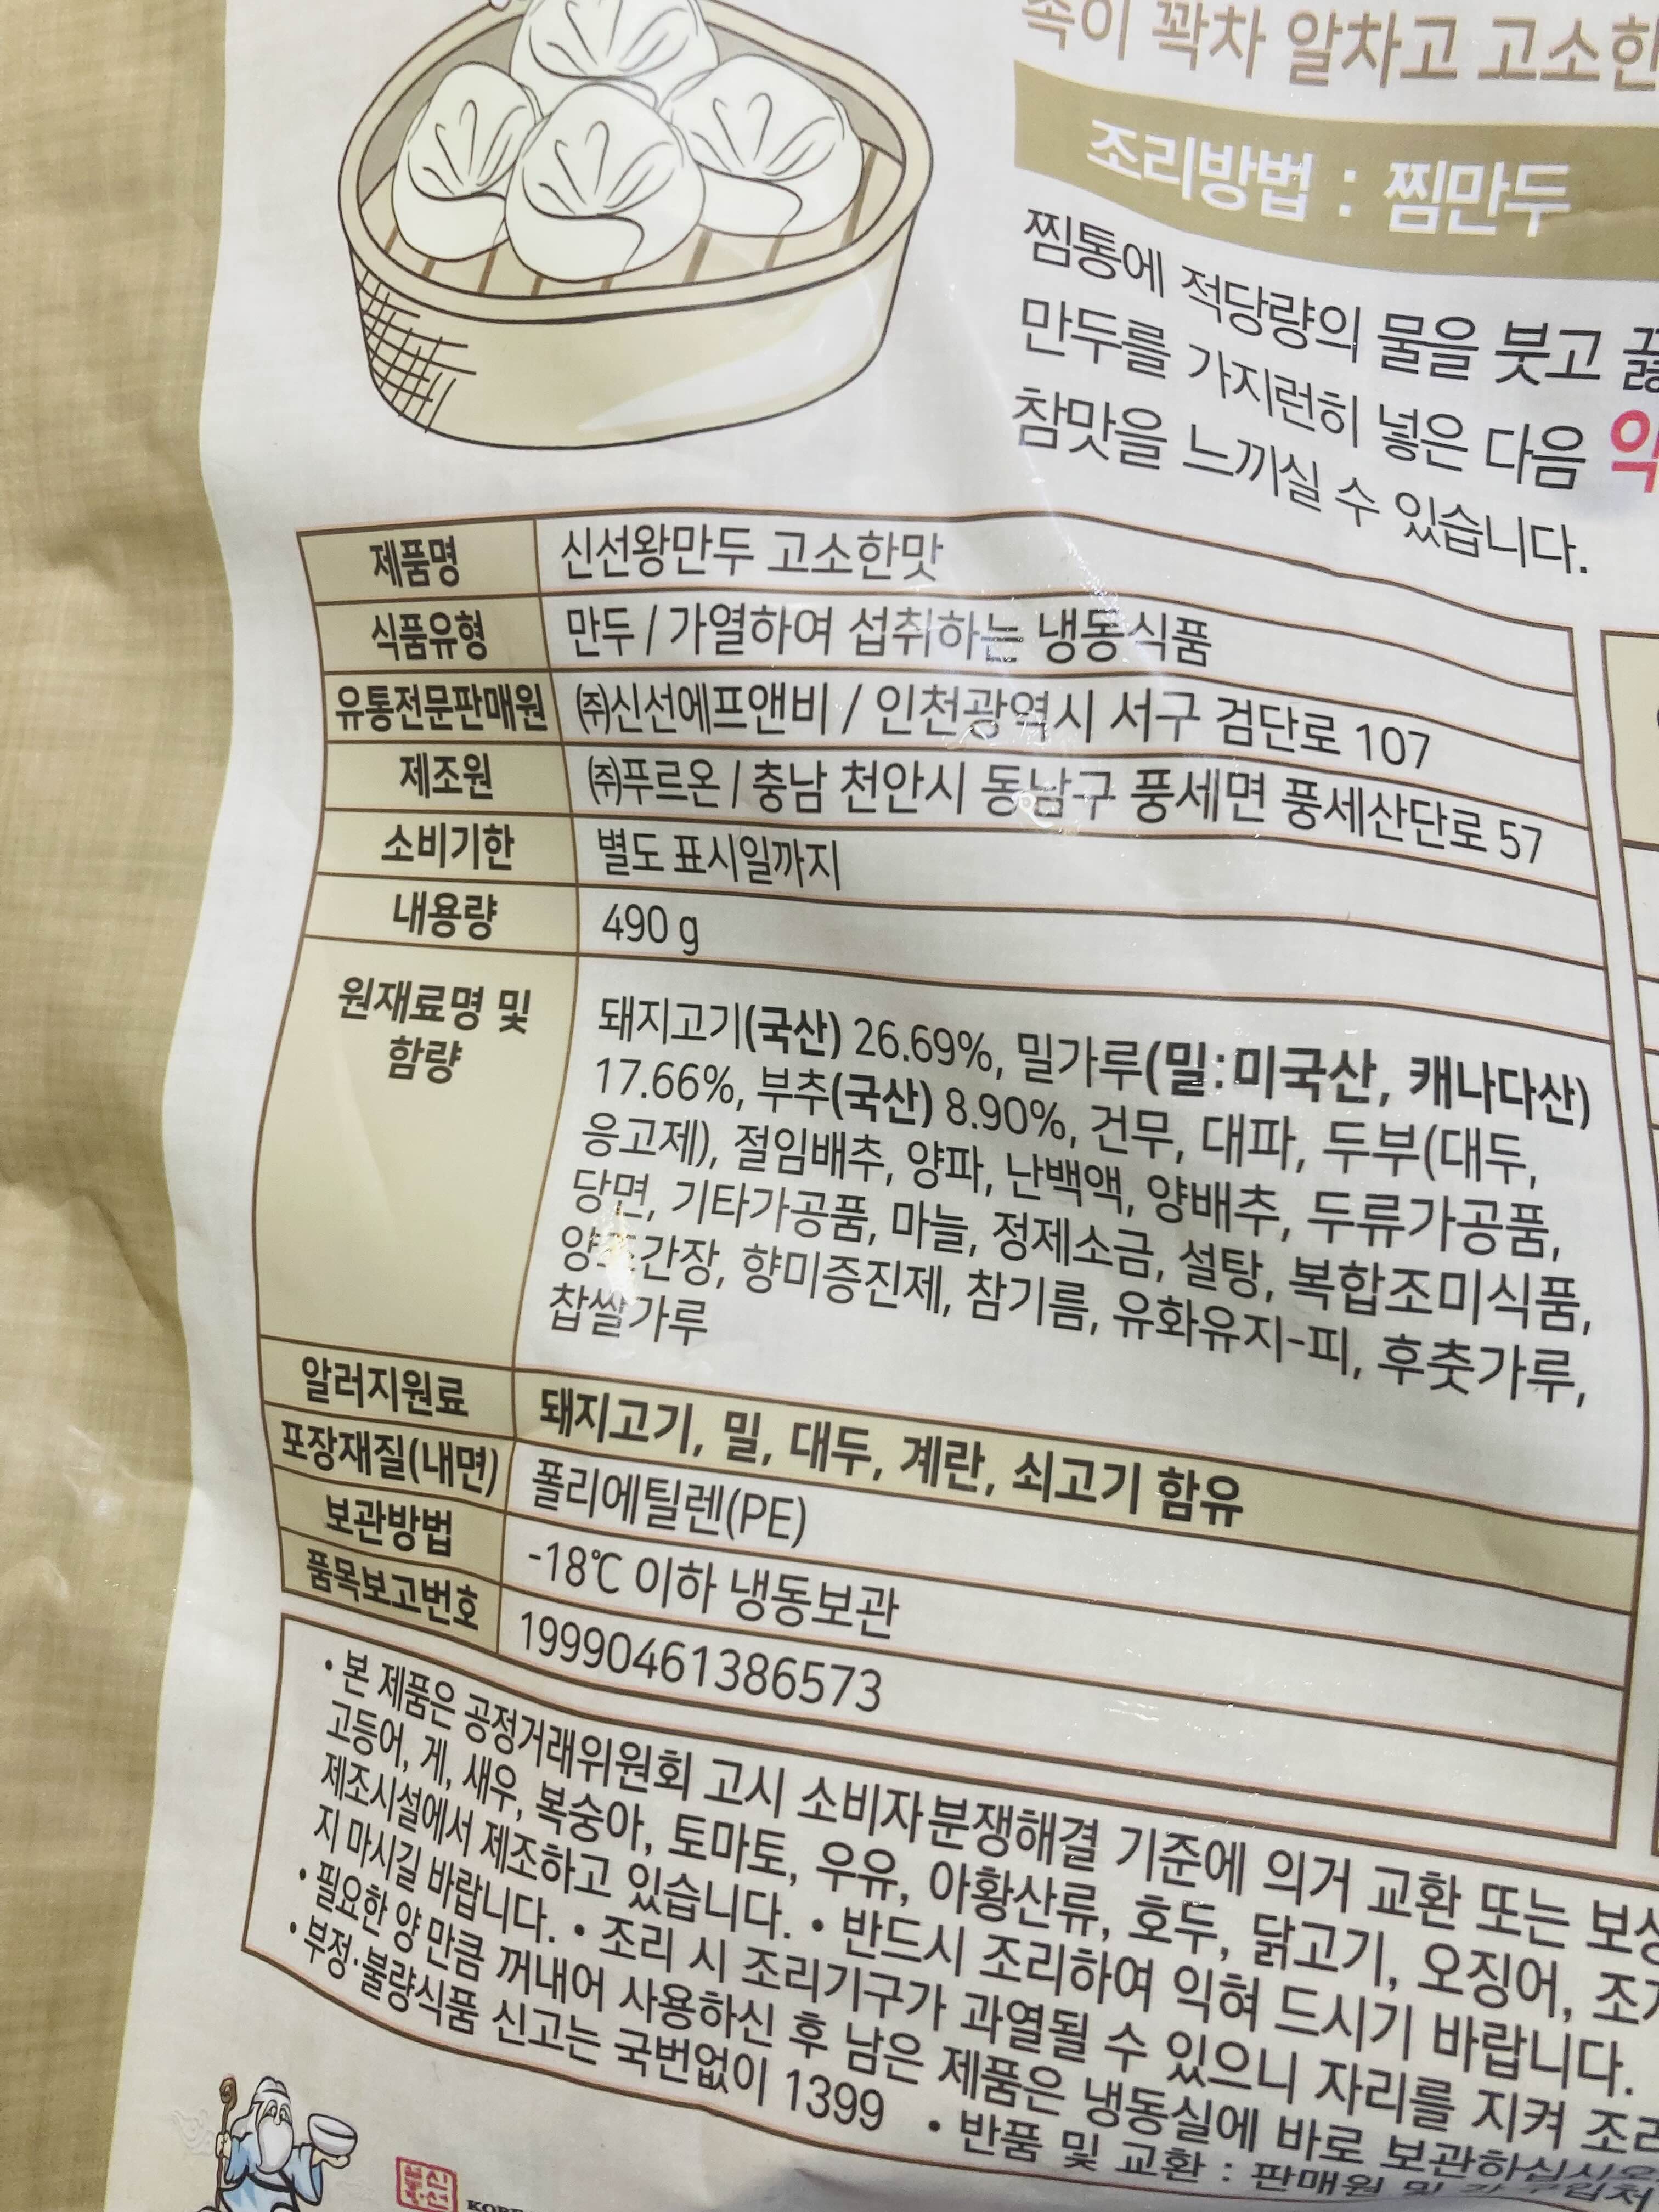 속이 꽉차 알차고 고소한
조리방법 : 찜만두
찜통에 적당량의 물을 붓고
만두를 가지런히 넣은 다음 약
참맛을 느끼실 수 있습니다.
제품명 신선왕만두 고소한맛
식품유형 만두 / 가열하여 섭취하는 냉동식품
유통전문판매원 ㈜신선에프앤비 / 인천광역시 서구 검단로 107
제조원 ㈜푸르온 / 충남 천안시 동남구 풍세면 풍세산단로 57
소비기한 별도 표시일까지
내용량 490 g
원재료명 및
함량
돼지고기(국산) 26.69%, 밀가루(밀:미국산, 캐나다산)
17.66%, 부추(국산) 8.90%, 건무, 대파, 두부(대두,
응고제), 절임배추, 양파, 난백액, 양배추, 두류가공품,
당면, 기타가공품, 마늘, 정제소금, 설탕, 복합조미식품,
양조간장, 향미증진제, 참기름, 유화유지-피, 후춧가루,
찹쌀가루
알러지원료 돼지고기, 밀, 대두, 계란, 쇠고기 함유
포장재질(내면) 폴리에틸렌(PE)
보관방법 -18℃ 이하 냉동보관
품목보고번호 19990461386573
• 본 제품은 공정거래위원회 고시 소비자분쟁해결 기준에 의거 교환 또는 보상
고등어, 게, 새우, 복숭아, 토마토, 우유, 아황산류, 호두, 닭고기, 오징어, 조개
제조시설에서 제조하고 있습니다. • 반드시 조리하여 익혀 드시기 바랍니다.
지 마시길 바랍니다. • 조리 시 조리기구가 과열될 수 있으니 자리를 지켜 조리
• 필요한 양 만큼 꺼내어 사용하신 후 남은 제품은 냉동실에 바로 보관하십시오
• 부정·불량식품 신고는 국번없이 1399 • 반품 및 교환 : 판매원 및 각 구입처